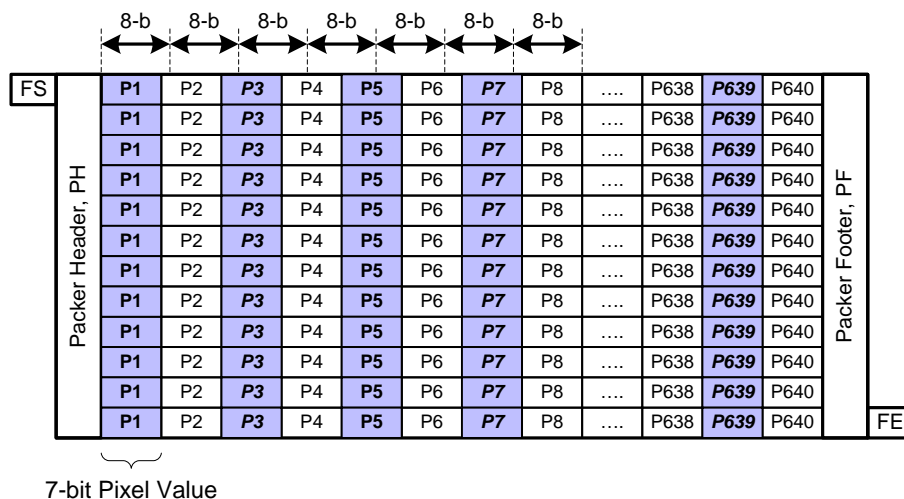 8-b 8-b 8-b 8-b 8-b 8-b 8-b
FS P1 P2 P3 P4 P5 P6 P7 P8 …. P638 P639 P640
P1 P2 P3 P4 P5 P6 P7 P8 …. P638 P639 P640
P1 P2 P3 P4 P5 P6 P7 P8 …. P638 P639 P640
P1 P2 P3 P4 P5 P6 P7 P8 …. P638 P639 P640
P1 P2 P3 P4 P5 P6 P7 P8 …. P638 P639 P640
P1 P2 P3 P4 P5 P6 P7 P8 …. P638 P639 P640
P1 P2 P3 P4 P5 P6 P7 P8 …. P638 P639 P640
P1 P2 P3 P4 P5 P6 P7 P8 …. P638 P639 P640
P1 P2 P3 P4 P5 P6 P7 P8 …. P638 P639 P640
P1 P2 P3 P4 P5 P6 P7 P8 …. P638 P639 P640
P1 P2 P3 P4 P5 P6 P7 P8 …. P638 P639 P640
P1 P2 P3 P4 P5 P6 P7 P8 …. P638 P639 P640 FE
Packer Header, PH
Packer Footer, PF
7-bit Pixel Value